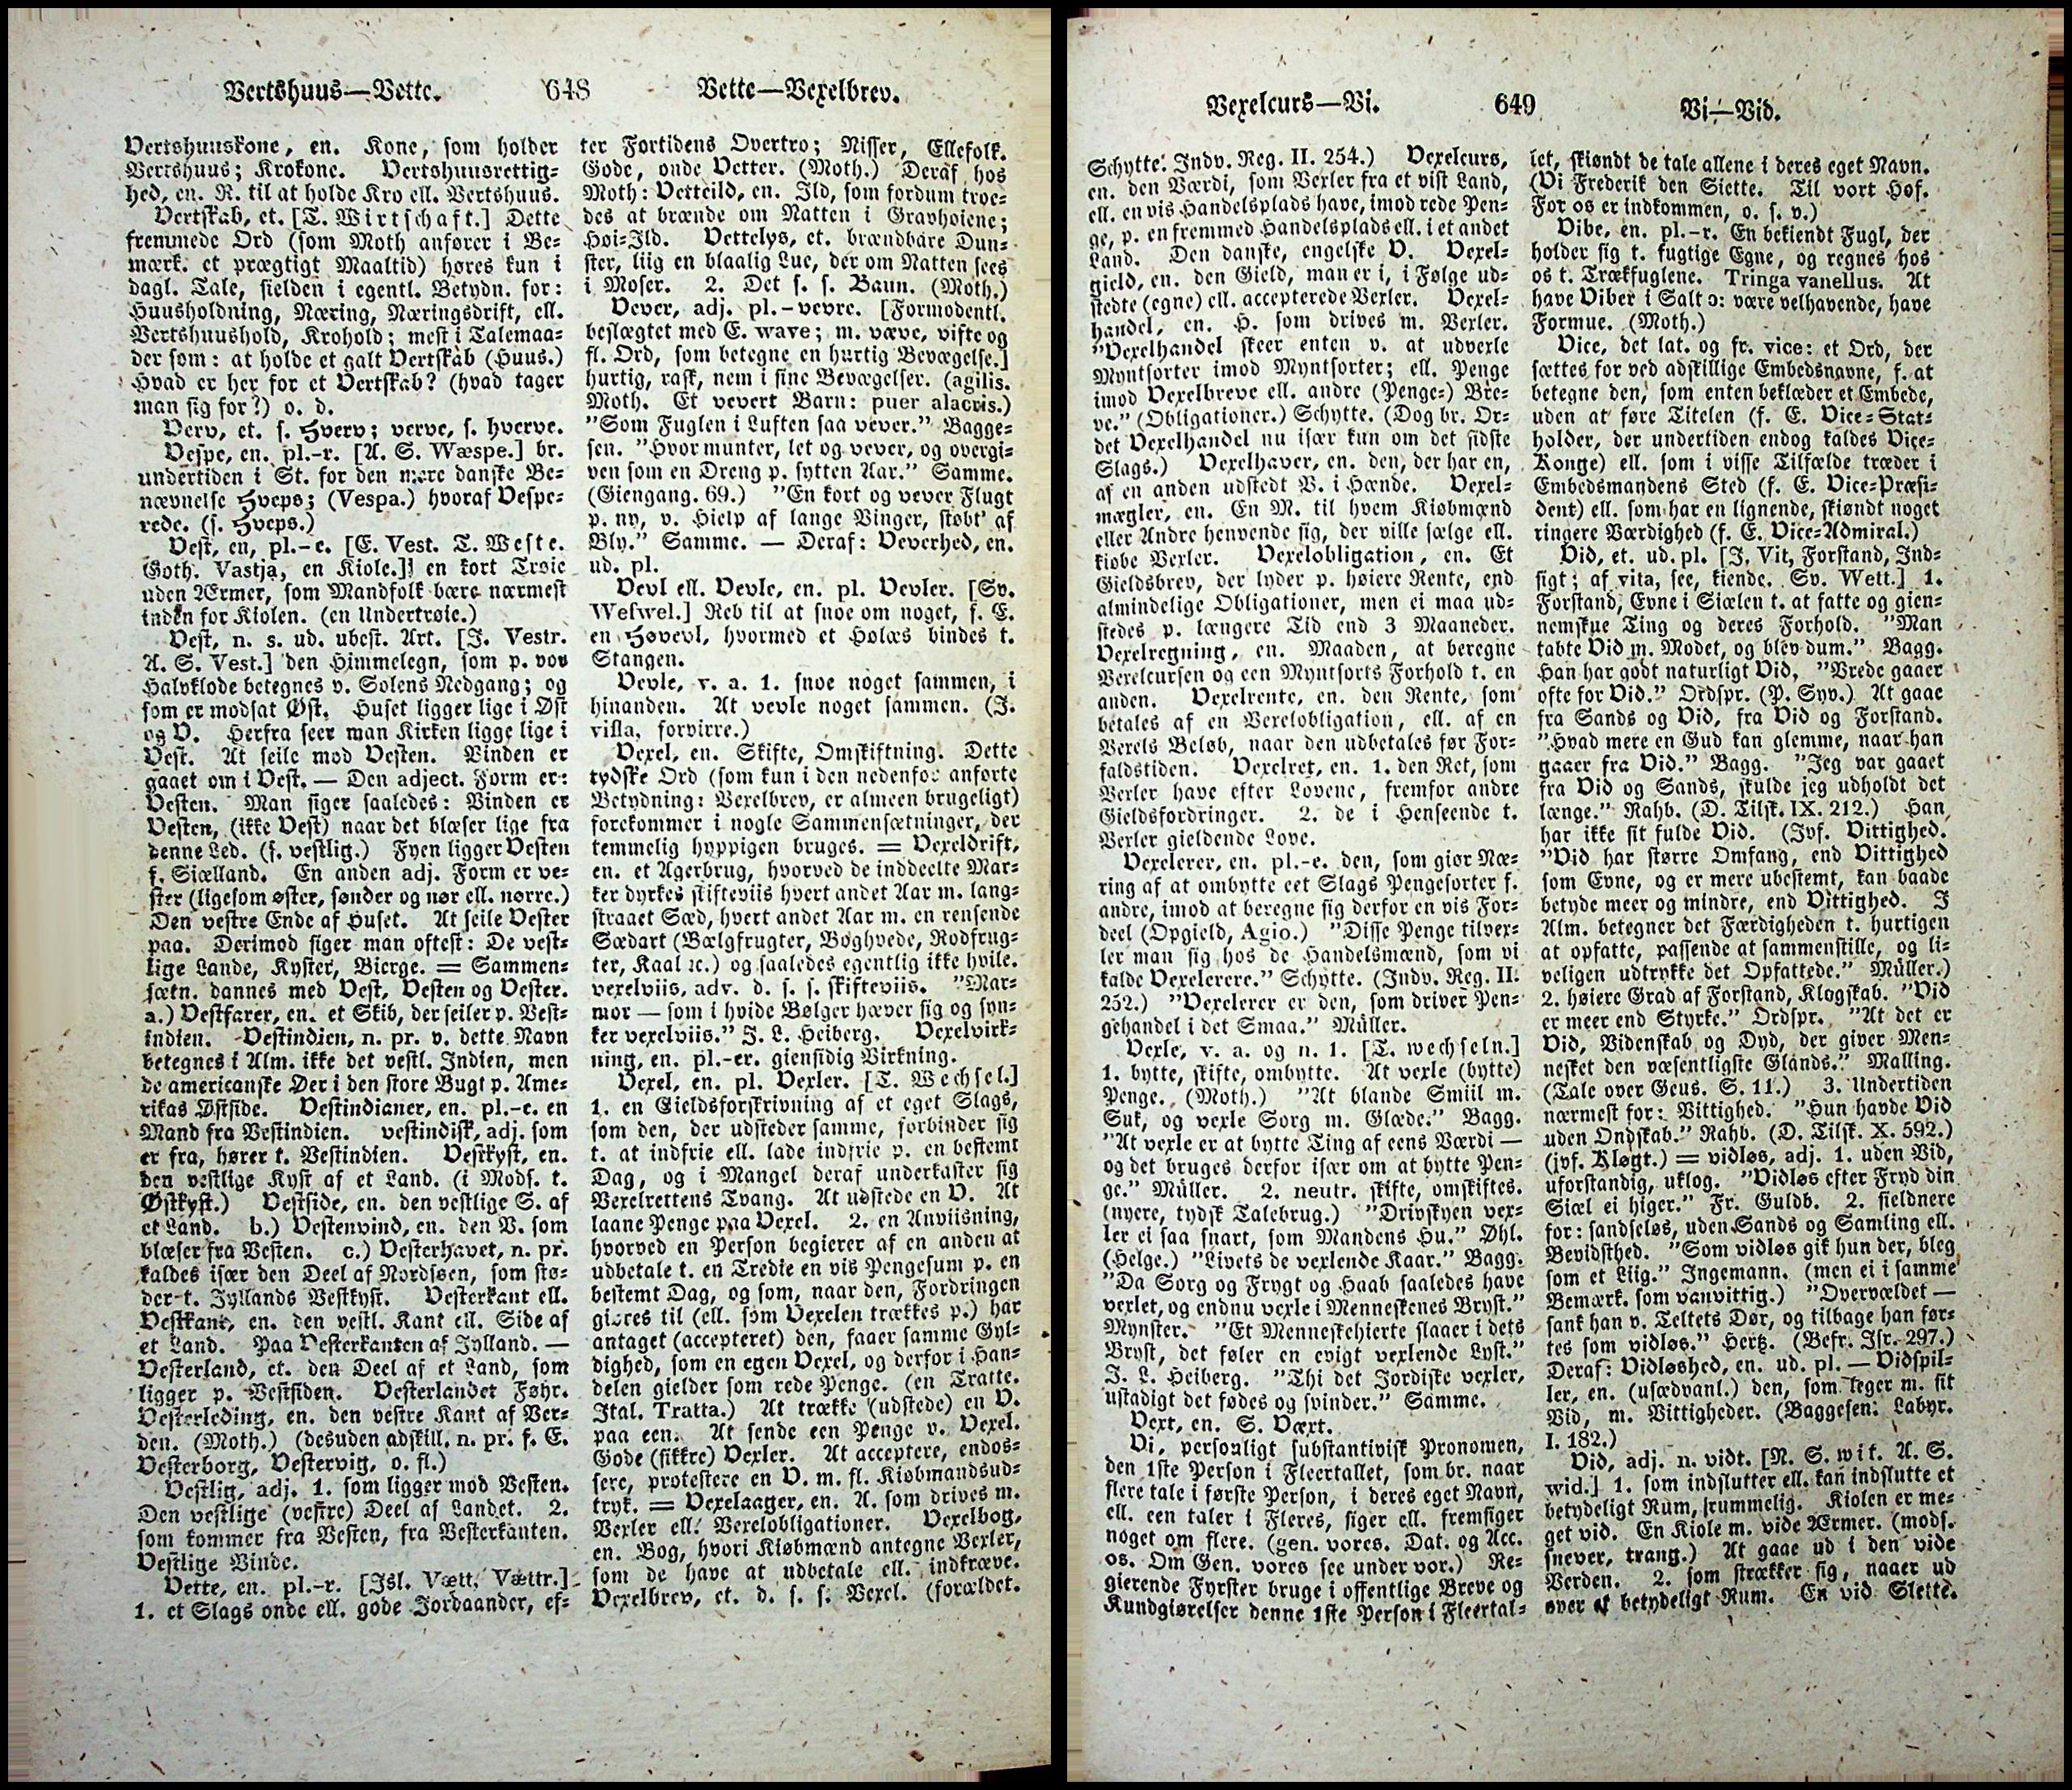 Vertshuus—Vette.
648
Vette—Vexelbrev.
Vertshuuskone, en. Kone, som holder
Vertshuus; Krokone. Vertshuusrettig-
hed, en. R. til at holde Kro ell. Vertshuus.
Vertskab, et. [T. Wirtschaft.] Dette
fremmede Ord (som Moth anfører i Be-
mærk. et prægtigt Maaltid) høres kun i
dagl. Tale, sielden i egentl. Betydn. for:
Huusholdning, Næring, Næringsdrift, ell.
Vertshuushold, Krohold; mest i Talemaa-
der som: at holde et galt Vertskab (Huus.)
Hvad er her for et Vertskab? (hvad tager
man sig for?) o. d.
Verv, et. s. Hverv; verve, s. hverve.
Vespe, en. pl.-r. [A. S. Wæspe.] br.
undertiden i St. for den mere danske Be-
nævnelse Hveps; (Vespa.) hvoraf Vespe-
rede. (s. Hveps.)
Vest, en, pl.-e. [E. Vest. T. Weste.
Goth. Vastja, en Kiole.] en kort Trøie
uden Ærmer, som Mandfolk bære nærmest
inden for Kiolen. (en Undertrøie.)
Vest, n. s. ud. ubest. Art. [I. Vestr.
A. S. Vest.] den Himmelegn, som p. vor
Halvklode betegnes v. Solens Nedgang; og
som er modsat Øst. Huset ligger lige i Øst
og V. Herfra seer man Kirken ligge lige i
Vest. At seile mod Vesten. Vinden er
gaaet om i Vest. — Den adject. Form er:
Vesten. Man siger saaledes: Vinden er
Vesten, (ikke Vest) naar det blæser lige fra
denne Led. (s. vestlig.) Fyen ligger Vesten
f. Siælland. En anden adj. Form er ve-
ster (ligesom øster, sønder og nør ell. nørre.)
Den vestre Ende af Huset. At seile Vester
paa. Derimod siger man oftest: De vest-
lige Lande, Kyster, Bierge. = Sammen-
sætn. dannes med Vest, Vesten og Vester.
a.) Vestfarer, en. et Skib, der seiler p. Vest-
indien. Vestindien, n. pr. v. dette Navn
betegnes i Alm. ikke det vestl. Indien, men
de americanske Øer i den store Bugt p. Ame-
rikas Østside. Vestindianer, en. pl.-e. en
Mand fra Vestindien. vestindisk, adj. som
er fra, hører t. Vestindien. Vestkyst, en.
den vestlige Kyst af et Land. (i Mods. t.
Østkyst.) Vestside, en. den vestlige S. af
et Land. b.) Vestenvind, en. den V. som
blæser fra Vesten. c.) Vesterhavet, n. pr.
kaldes især den Deel af Nordsøen, som stø-
der t. Jyllands Vestkyst. Vesterkant ell.
Vestkant, en. den vestl. Kant ell. Side af
et Land. Paa Vesterkanten af Jylland. —
Vesterland, et. den Deel af et Land, som
ligger p. Vestsiden. Vesterlandet Føhr.
Vesterleding, en. den vestre Kant af Ver-
den. (Moth.) (desuden adskill. n. pr. f. E.
Vesterborg, Vestervig, o. fl.)
Vestlig, adj. 1. som ligger mod Vesten.
Den vestlige (vestre) Deel af Landet. 2.
som kommer fra Vesten, fra Vesterkanten.
Vestlige Vinde.
Vette, en. pl.-r. [Isl. Vætt, Vættr.]
1. et Slags onde ell. gode Jordaander, ef-
ter Fortidens Overtro; Nisser, Ellefolk.
Gode, onde Vetter. (Moth.) Deraf hos
Moth: Vetteild, en. Ild, som fordum troe-
des at brænde om Natten i Gravhøiene;
Høi-Ild. Vettelys, et. brændbare Dun-
ster, liig en blaalig Lue, der om Natten sees
i Moser. 2. Det s. s. Baun. (Moth.)
Vever, adj. pl.-vevre. [Formodentl.
beslægtet med E. wave; m. væve, vifte og
fl. Ord, som betegne en hurtig Bevægelse.]
hurtig, rask, nem i sine Bevægelser. (agilis.
Moth. Et vevert Barn: puer alacris.)
"Som Fuglen i Luften saa vever." Bagge-
sen. "Hvor munter, let og vever, og overgi-
ven som en Dreng p. sytten Aar." Samme.
(Giengang. 69.) "En kort og vever Flugt
p. ny, v. Hielp af lange Vinger, støbt af
Bly." Samme. — Deraf: Veverhed, en.
ud. pl.
Vevl ell. Vevle, en. pl. Vevler. [Sv.
Wefwel.] Reb til at snoe om noget, f. E.
en Høvevl, hvormed et Hølæs bindes t.
Stangen.
Vevle, v. a. 1. snoe noget sammen, i
hinanden. At vevle noget sammen. (I.
villa, forvirre.)
Vexel, en. Skifte, Omskiftning. Dette
tydske Ord (som kun i den nedenfor anførte
Betydning: Vexelbrev, er almeen brugeligt)
forekommer i nogle Sammensætninger, der
temmelig hyppigen bruges. = Vexeldrift,
en. et Agerbrug, hvorved de inddeelte Mar-
ker dyrkes skifteviis hvert andet Aar m. lang-
straaet Sæd, hvert andet Aar m. en rensende
Sædart (Bælgfrugter, Boghvede, Rodfrug-
ter, Kaal ꝛc.) og saaledes egentlig ikke hvile.
vexelviis, adv. d. s. s. skifteviis. "Mar-
mor — som i hvide Bølger hæver sig og syn-
ker vexelviis." J. L. Heiberg. Vexelvirk-
ning, en. pl.-er. giensidig Virkning.
Vexel, en. pl. Vexler. [T. Wechsel.]
1. en Gieldsforskrivning af et eget Slags,
som den, der udsteder samme, forbinder sig
t. at indfrie ell. lade indfrie p. en bestemt
Dag, og i Mangel deraf underkaster sig
Vexelrettens Tvang. At udstede en V. At
laane Penge paa Vexel. 2. en Anviisning,
hvorved en Person begierer af en anden at
udbetale t. en Tredie en vis Pengesum p. en
bestemt Dag, og som, naar den, Fordringen
giøres til (ell. som Vexelen trækkes p.) har
antaget (accepteret) den, faaer samme Gyl-
dighed, som en egen Vexel, og derfor i Han-
delen gielder som rede Penge. (en Tratte.
Ital. Tratta.) At trække (udstede) en V.
paa een. At sende een Penge v. Vexel.
Gode (sikkre) Vexler. At acceptere, endos-
sere, protestere en V. m. fl. Kiøbmandsud-
tryk. = Vexelaager, en. A. som drives m.
Vexler ell. Vexelobligationer. Vexelbog,
en. Bog, hvori Kiøbmænd antegne Vexler,
som de have at udbetale ell. indkræve.
Vexelbrev, et. d. s. s. Vexel. (forældet.
Vexelcurs—Vi.
649
Vi—Vid.
Schytte. Indv. Reg. II. 254.) Vexelcurs,
en. den Værdi, som Vexler fra et vist Land,
ell. en vis Handelsplads have, imod rede Pen-
ge, p. en fremmed Handelsplads ell. i et andet
Land. Den danske, engelske V. Vexel-
gield, en. den Gield, man er i, i Følge ud-
stedte (egne) ell. accepterede Vexler. Vexel-
handel, en. H. som drives m. Vexler.
"Vexelhandel skeer enten v. at udvexle
Myntsorter imod Myntsorter; ell. Penge
imod Vexelbreve ell. andre (Penge-) Bre-
ve." (Obligationer.) Schytte. (Dog br. Or-
det Vexelhandel nu især kun om det sidste
Slags.) Vexelhaver, en. den, der har en,
af en anden udstedt V. i Hænde. Vexel-
mægler, en. En M. til hvem Kiøbmænd
eller Andre henvende sig, der ville sælge ell.
kiøbe Vexler. Vexelobligation, en. Et
Gieldsbrev, der lyder p. høiere Rente, end
almindelige Obligationer, men ei maa ud-
stedes p. længere Tid end 3 Maaneder.
Vexelregning, en. Maaden, at beregne
Vexelcursen og een Myntsorts Forhold t. en
anden. Vexelrente, en. den Rente, som
betales af en Vexelobligation, ell. af en
Vexels Beløb, naar den udbetales før For-
faldstiden. Vexelret, en. 1. den Ret, som
Vexler have efter Lovene, fremfor andre
Gieldsfordringer. 2. de i Henseende t.
Vexler gieldende Love.
Vexelerer, en. pl.-e. den, som giør Næ-
ring af at ombytte eet Slags Pengesorter f.
andre, imod at beregne sig derfor en vis For-
deel (Opgield, Agio.) "Disse Penge tilvex-
ler man sig hos de Handelsmænd, som vi
kalde Vexelerere." Schytte. (Indv. Reg. II.
252.) "Vexelerer er den, som driver Pen-
gehandel i det Smaa." Müller.
Vexle, v. a. og n. 1. [T. wechseln.]
1. bytte, skifte, ombytte. At vexle (bytte)
Penge. (Moth.) "At blande Smiil m.
Suk, og vexle Sorg m. Glæde." Bagg.
"At vexle er at bytte Ting af eens Værdi —
og det bruges derfor især om at bytte Pen-
ge." Müller. 2. neutr. skifte, omskiftes.
(nyere, tydsk Talebrug.) "Drivskyen vex-
ler ei saa snart, som Mandens Hu." Øhl.
(Helge.) "Livets de vexlende Kaar." Bagg.
"Da Sorg og Frygt og Haab saaledes have
vexlet, og endnu vexle i Menneskenes Bryst."
Mynster. "Et Menneskehierte slaaer i dets
Bryst, det føler en evigt vexlende Lyst."
J. L. Heiberg. "Thi det Jordiske vexler,
ustadigt det fødes og svinder." Samme.
Vext, en. S. Væxt.
Vi, personligt substantivisk Pronomen,
den 1ste Person i Fleertallet, som br. naar
flere tale i første Person, i deres eget Navn,
ell. een taler i Fleres, siger ell. fremsiger
noget om flere. (gen. vores. Dat. og Acc.
os. Om Gen. vores see under vor.) Re-
gierende Fyrster bruge i offentlige Breve og
Kundgiørelser denne 1ste Person i Fleertal-
let, skiøndt de tale allene i deres eget Navn.
(Vi Frederik den Siette. Til vort Hof.
For os er indkommen, o. s. v.)
Vibe, en. pl.-r. En bekiendt Fugl, der
holder sig t. fugtige Egne, og regnes hos
os t. Trækfuglene. Tringa vanellus. At
have Viber i Salt ɔ: være velhavende, have
Formue. (Moth.)
Vice, det lat. og fr. vice: et Ord, der
sættes for ved adskillige Embedsnavne, f. at
betegne den, som enten beklæder et Embede,
uden at føre Titelen (f. E. Vice-Stat-
holder, der undertiden endog kaldes Vice-
Konge) ell. som i visse Tilfælde træder i
Embedsmandens Sted (f. E. Vice-Præsi-
dent) ell. som har en lignende, skiøndt noget
ringere Værdighed (f. E. Vice-Admiral.)
Vid, et. ud. pl. [I. Vit, Forstand, Ind-
sigt; af vita, see, kiende. Sv. Wett.] 1.
Forstand, Evne i Siælen t. at fatte og gien-
nemskue Ting og deres Forhold. "Man
tabte Vid m. Modet, og blev dum." Bagg.
Han har godt naturligt Vid. "Vrede gaaer
ofte for Vid." Ordspr. (P. Syv.) At gaae
fra Sands og Vid, fra Vid og Forstand.
"Hvad mere en Gud kan glemme, naar han
gaaer fra Vid." Bagg. "Jeg var gaaet
fra Vid og Sands, skulde jeg udholdt det
længe." Rahb. (D. Tilsk. IX. 212.) Han
har ikke sit fulde Vid. (Jvf. Vittighed.
"Vid har større Omfang, end Vittighed
som Evne, og er mere ubestemt, kan baade
betyde meer og mindre, end Vittighed. I
Alm. betegner det Færdigheden t. hurtigen
at opfatte, passende at sammenstille, og li-
veligen udtrykke det Opfattede." Müller.)
2. høiere Grad af Forstand, Klogskab. "Vid
er meer end Styrke." Ordspr. "At det er
Vid, Videnskab og Dyd, der giver Men-
nesket den væsentligste Glands." Malling.
(Tale over Geus. S. 11.) 3. Undertiden
nærmest for: Vittighed. "Hun havde Vid
uden Ondskab." Rahb. (D. Tilsk. X. 592.)
(jvf. Kløgt.) = vidløs, adj. 1. uden Vid,
uforstandig, uklog. "Vidløs efter Fryd din
Siæl ei higer." Fr. Guldb. 2. sieldnere
for: sandseløs, uden Sands og Samling ell.
Bevidsthed. "Som vidløs gik hun der, bleg
som et Liig." Ingemann. (men ei i samme
Bemærk. som vanvittig.) "Overvældet —
sank han v. Teltets Dør, og tilbage han før-
tes som vidløs." Hertz. (Befr. Isr. 297.)
Deraf: Vidløshed, en. ud. pl. — Vidspil-
ler, en. (usædvanl.) den, som leger m. sit
Vid, m. Vittigheder. (Baggesen: Labyr.
I. 182.)
Vid, adj. n. vidt. [N. S. wit. A. S.
wid.] 1. som indslutter ell. kan indslutte et
betydeligt Rum, rummelig. Kiolen er me-
get vid. En Kiole m. vide Ærmer. (mods.
snever, trang.) At gaae ud i den vide
Verden. 2. som strækker sig, naaer ud
over et betydeligt Rum. En vid Slette.